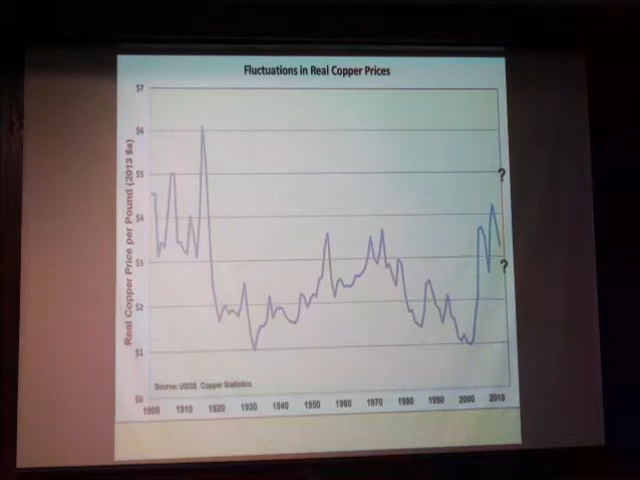 Fluctuations in Real Copper Prices
Real Copper Price per Pound (2013 $s)
$7
$6
$5
$4
$3
$2
$1
$0
?
?
Source: USGS Copper Statistics
1900 1910 1920 1930 1940 1950 1960 1970 1980 1990 2000 2010